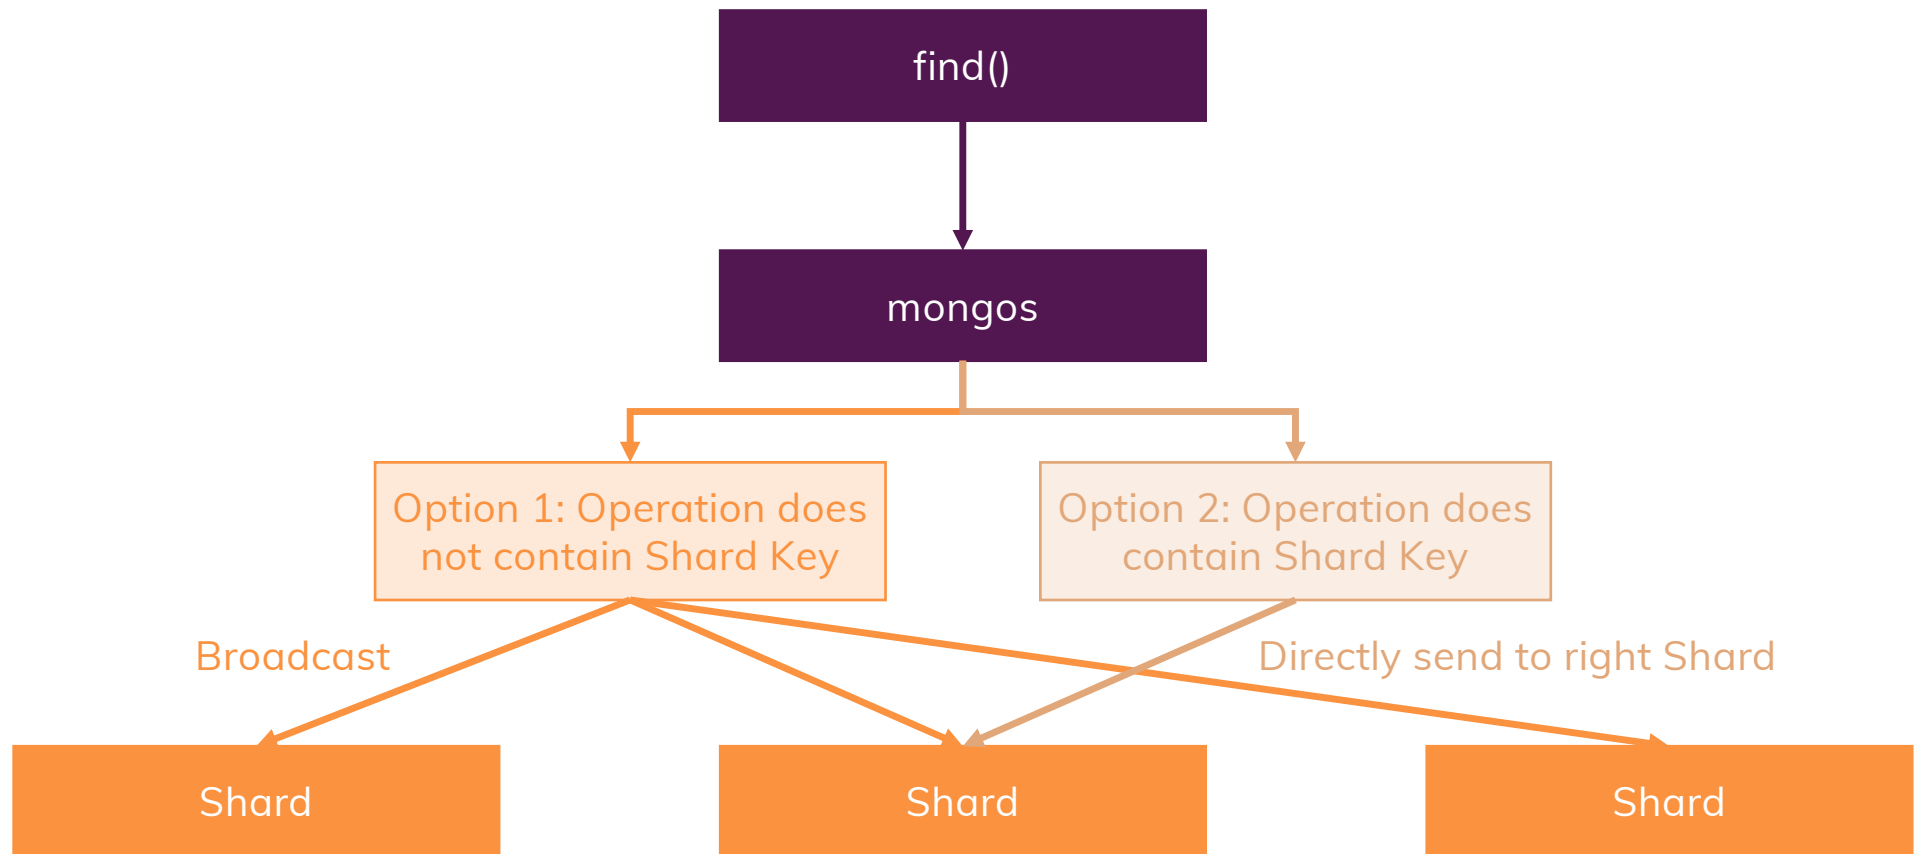 find()
mongos
Option 1: Operation does
not contain Shard Key
Option 2: Operation does
contain Shard Key
Broadcast
Directly send to right Shard
Shard
Shard
Shard